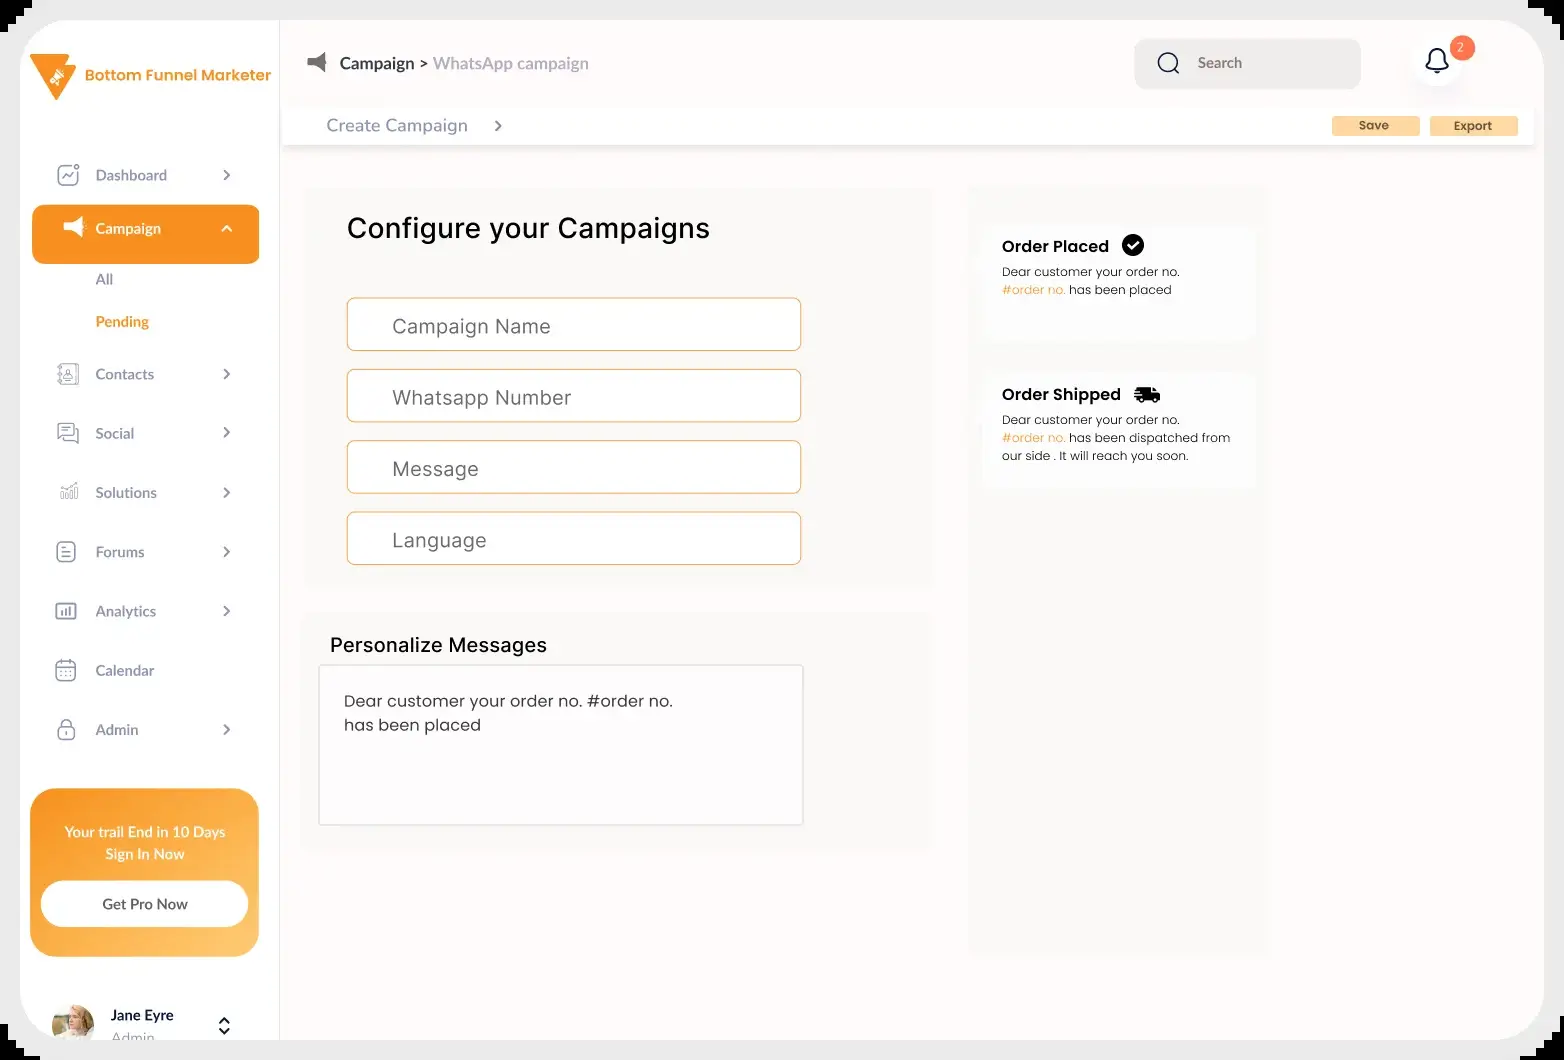 Bottom Funnel Marketer
Campaign > WhatsApp campaign
Search
2
Create Campaign
Save
Export
Dashboard
Campaign
All
Pending
Contacts
Social
Solutions
Forums
Analytics
Calendar
Admin
Your trail End in 10 Days
Sign In Now
Get Pro Now
Jane Eyre
Admin
Configure your Campaigns
Campaign Name
Whatsapp Number
Message
Language
Personalize Messages
Dear customer your order no. #order no.
has been placed
Order Placed
Dear customer your order no.
#order no. has been placed
Order Shipped
Dear customer your order no.
#order no. has been dispatched from
our side . It will reach you soon.